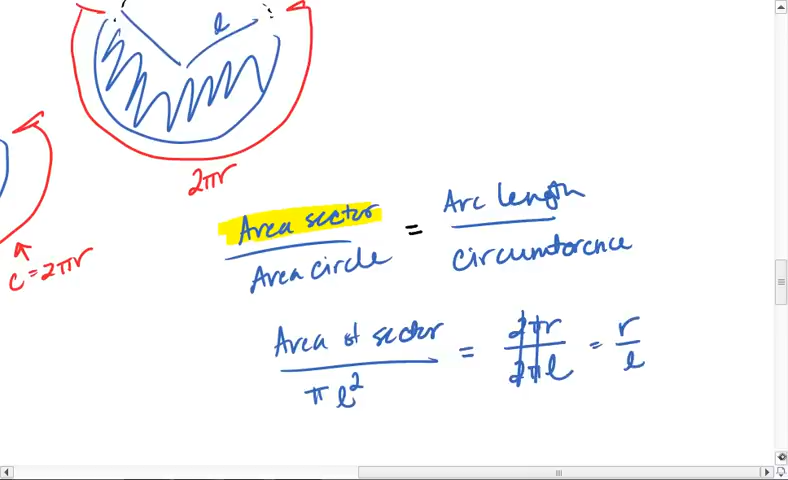 l
2πr
c = 2πr
Area sector / Area circle = Arc length / circumference
Area of sector / πl² = 2πr / 2πl = r / l